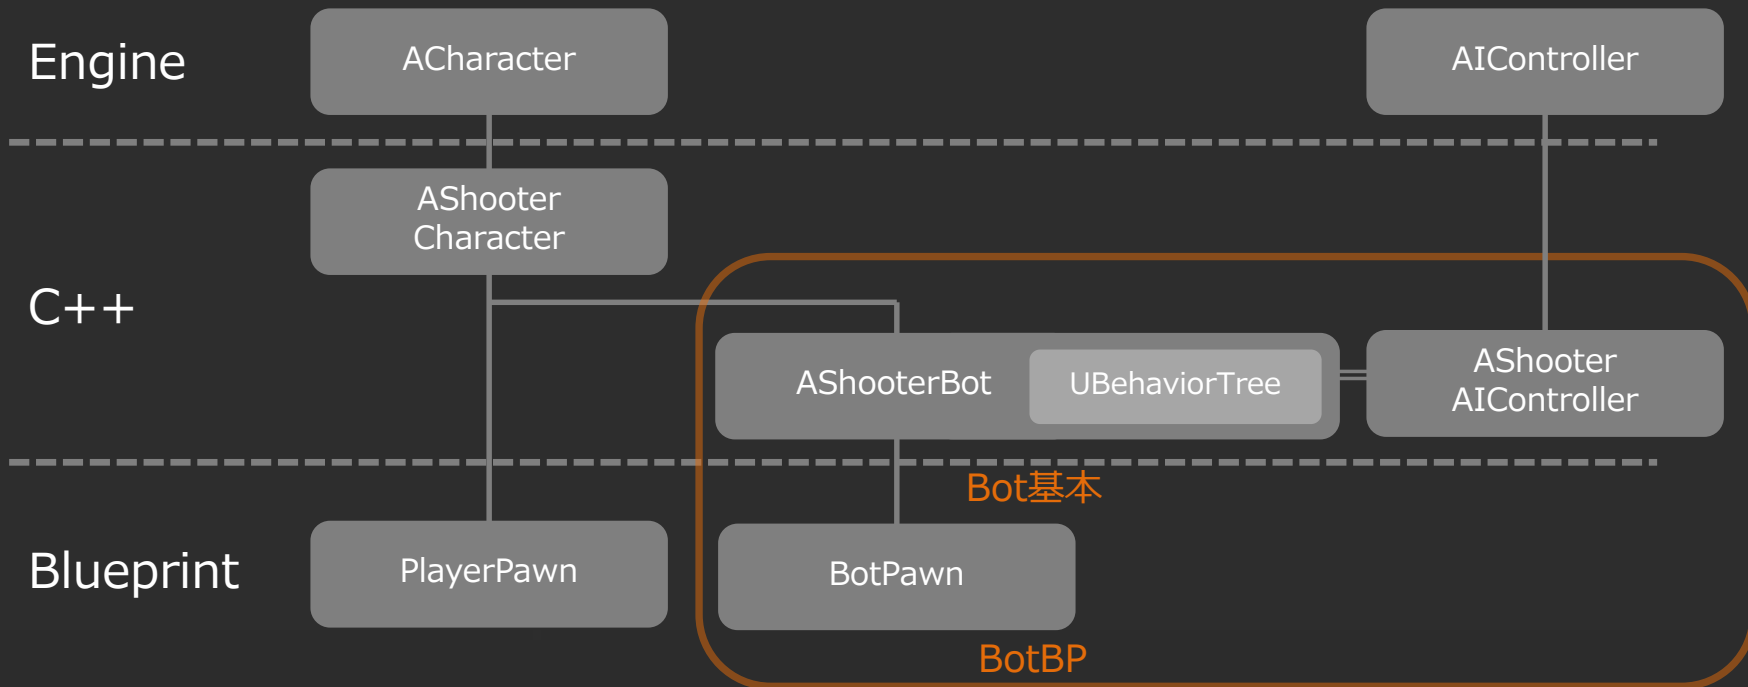 Engine
ACharacter
AIController
AShooter
Character
C++
AShooterBot
UBehaviorTree
AShooter
AIController
Bot基本
Blueprint
PlayerPawn
BotPawn
BotBP